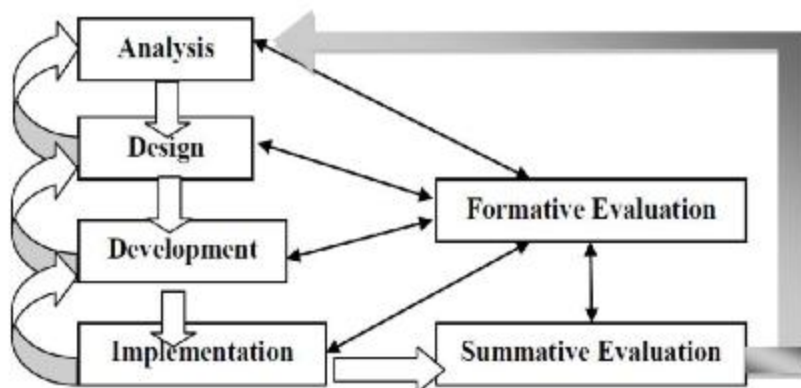 Analysis
Design
Formative Evaluation
Development
Implementation
Summative Evaluation